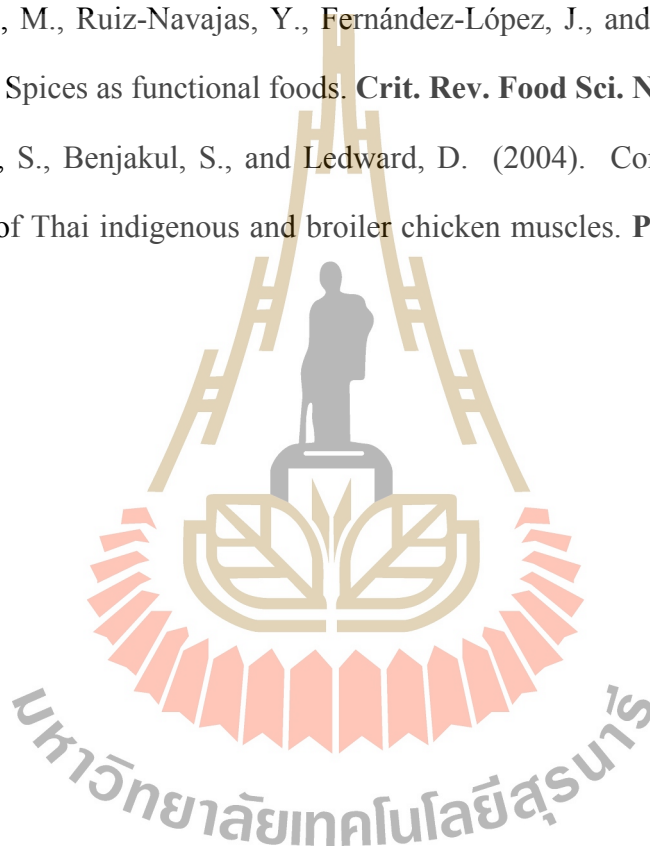 ., M., Ruiz-Navajas, Y., Fernández-López, J., and
Spices as functional foods. Crit. Rev. Food Sci. N
, S., Benjakul, S., and Ledward, D. (2004). Co
of Thai indigenous and broiler chicken muscles. P
มหาวิทยาลัยเทคโนโลยีสุรนารี